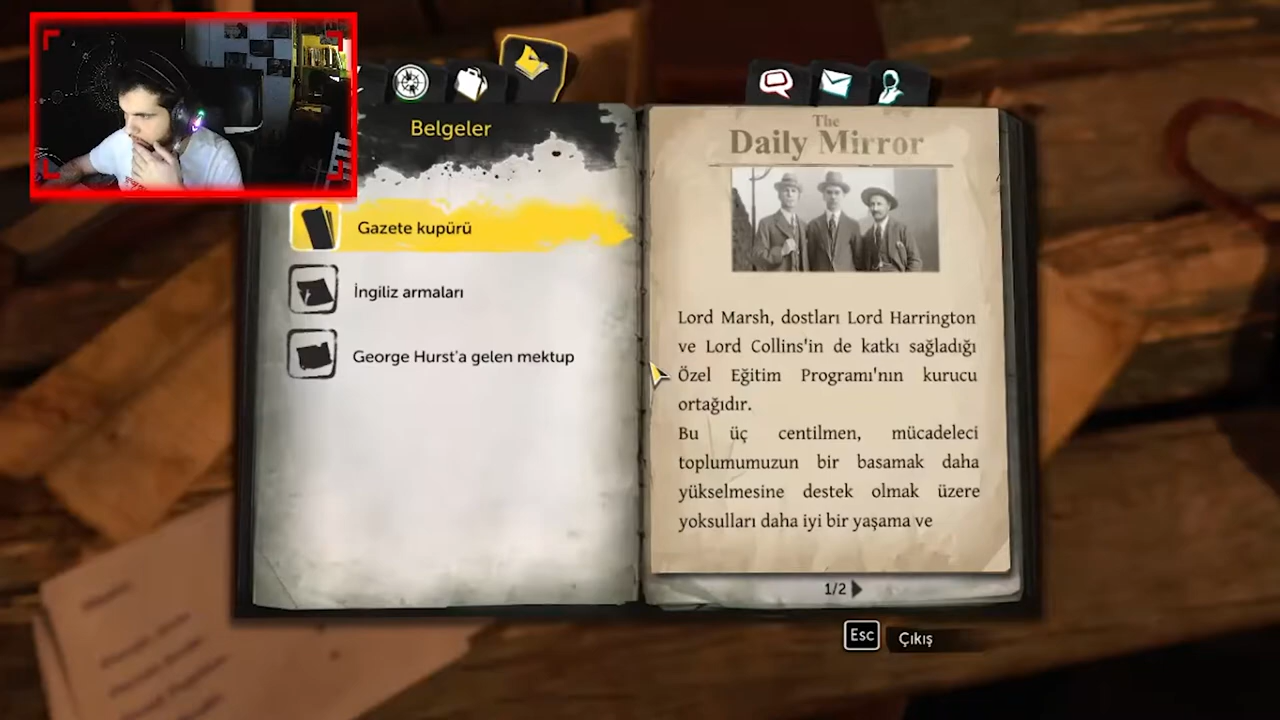 Belgeler
Gazete kupürü
İngiliz armaları
George Hurst'a gelen mektup
The
Daily Mirror
Lord Marsh, dostları Lord Harrington
ve Lord Collins'in de katkı sağladığı
Özel Eğitim Programı'nın kurucu
ortağıdır.
Bu üç centilmen, mücadeleci
toplumumuzun bir basamak daha
yükselmesine destek olmak üzere
yoksulları daha iyi bir yaşama ve
1/2
Esc Çıkış